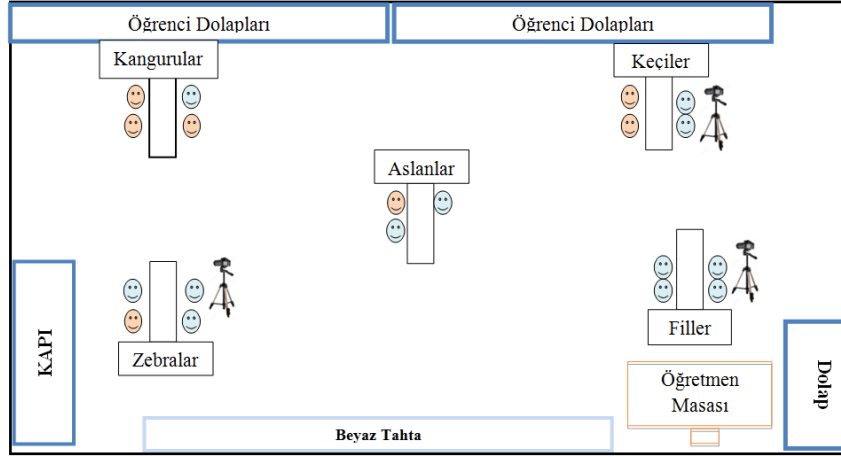 Öğrenci Dolapları
Öğrenci Dolapları
Kangurular
Keçiler
Aslanlar
KAPI
Zebralar
Filler
Öğretmen
Masası
Dolap
Beyaz Tahta